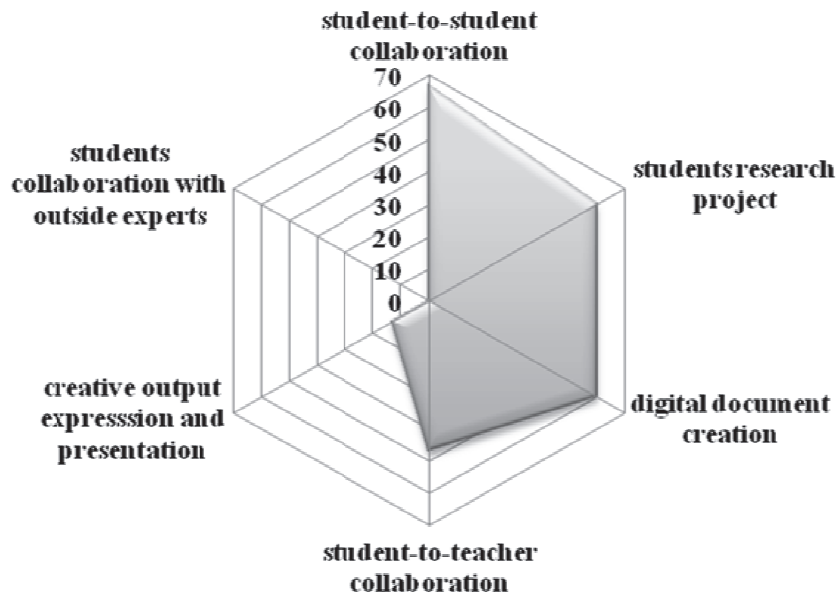 student-to-student
collaboration
70
60
50
40
30
20
10
0
students research
project
digital document
creation
student-to-teacher
collaboration
creative output
expresssion and
presentation
students
collaboration with
outside experts